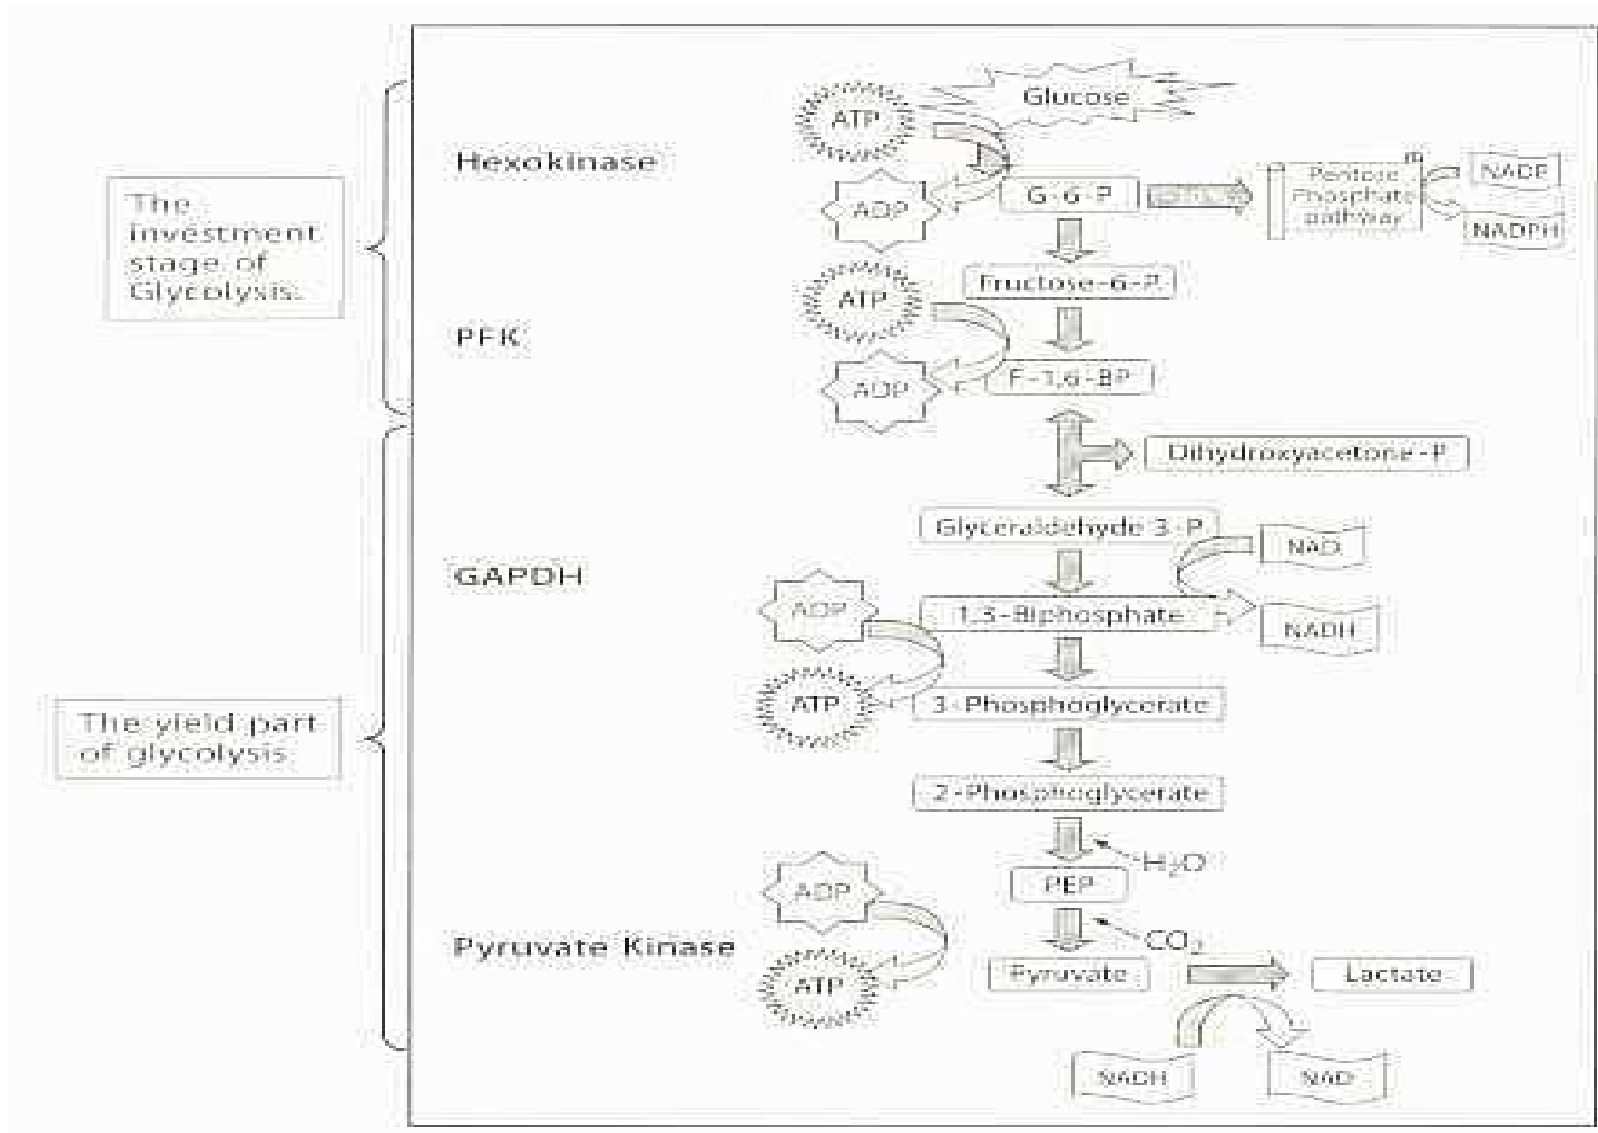 The
investment
stage of
Glycolysis.
The yield part
of glycolysis.
Hexokinase
PFK
GAPDH
Pyruvate Kinase
Glucose
ATP
ADP
G-6-P
Pentose
Phosphate
pathway
NADP
NADPH
Fructose-6-P
ATP
ADP
F-1,6-BP
Dihydroxyacetone-P
Glyceraldehyde 3-P
NAD
NADH
ADP
1,3-Biphosphate
ATP
3-Phosphoglycerate
2-Phosphoglycerate
H₂O
PEP
ADP
CO₂
ATP
Pyruvate
Lactate
NADH
NAD